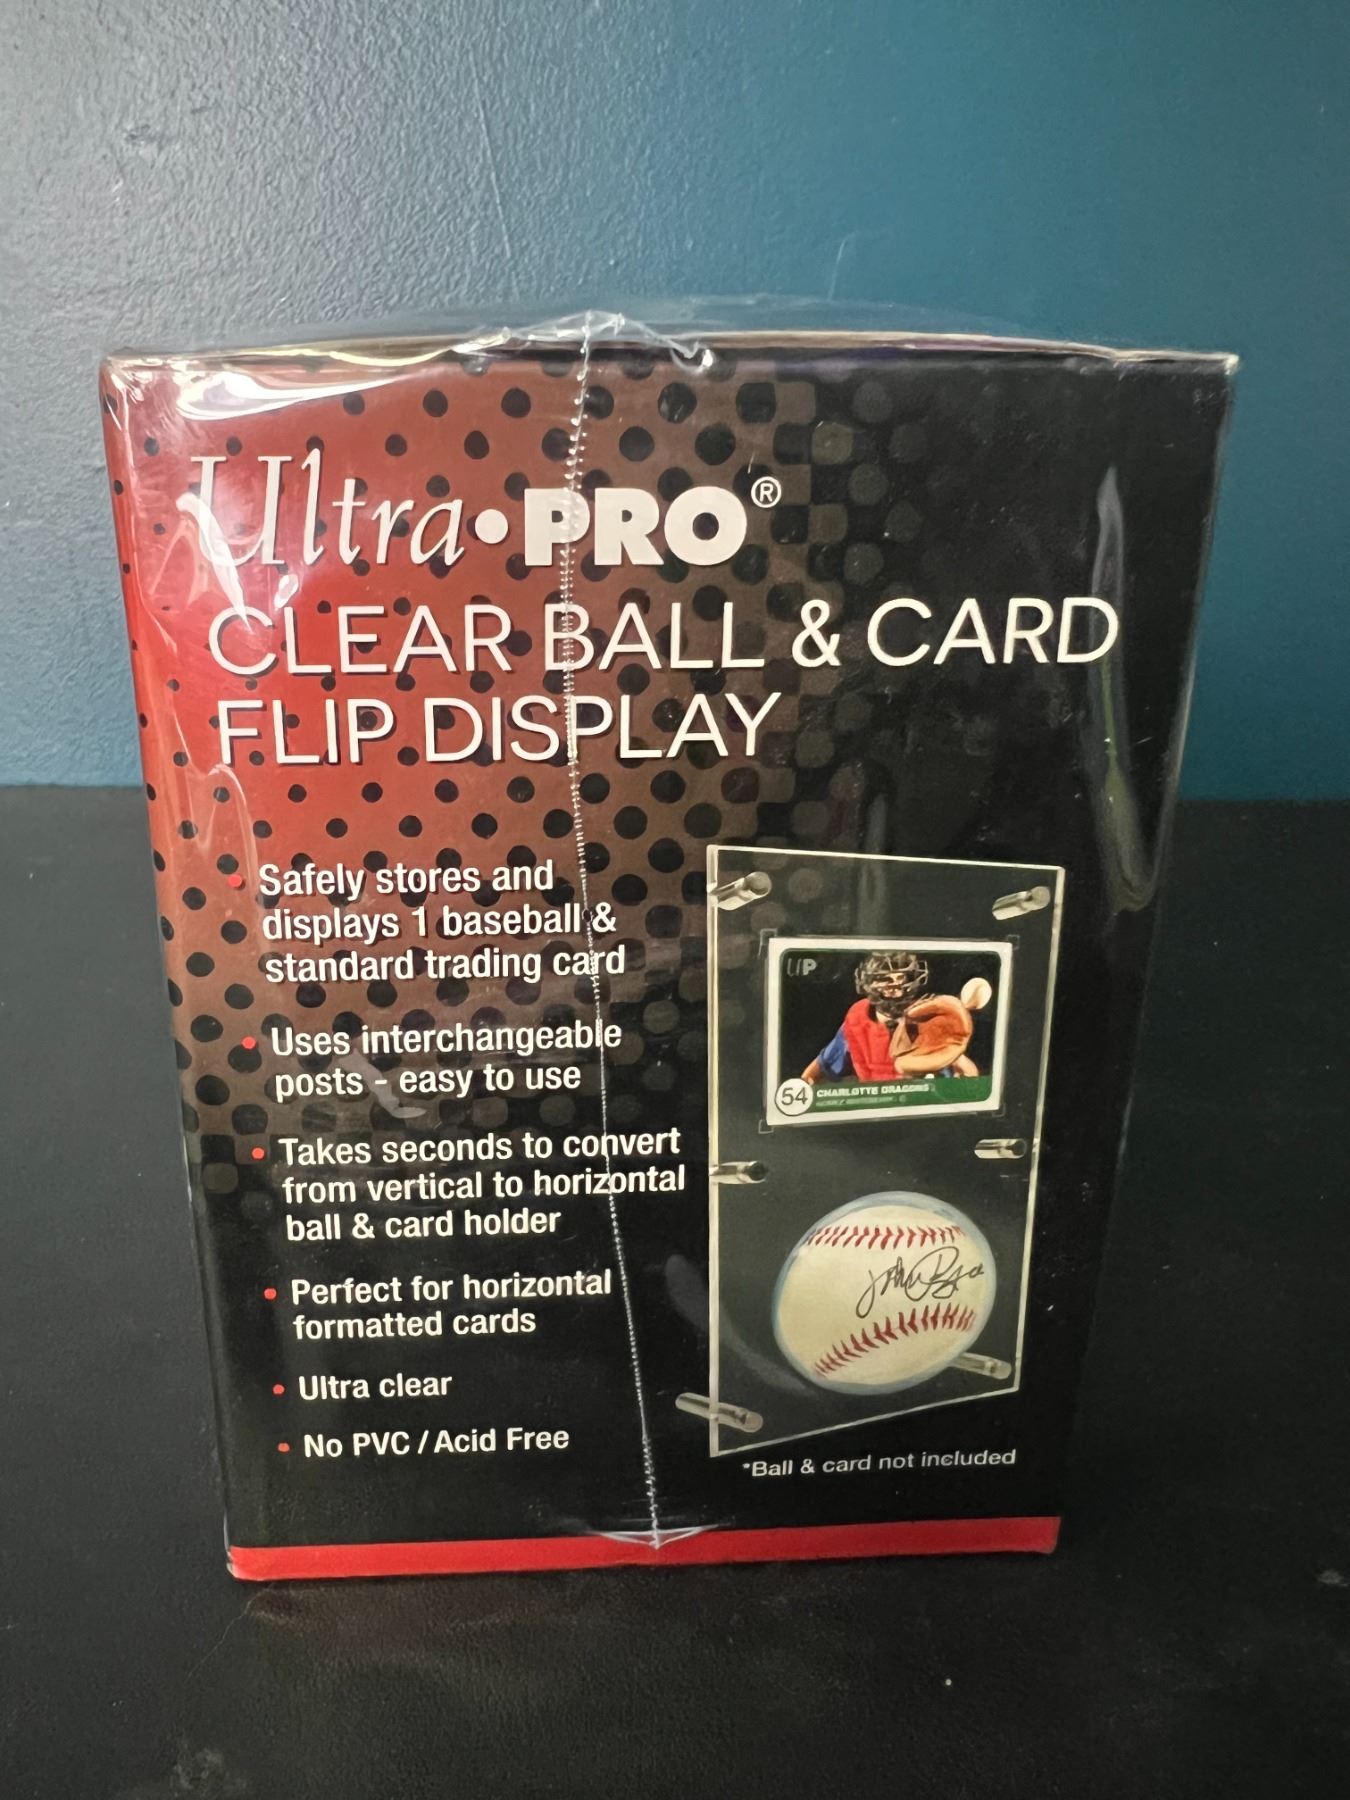 Ultra•PRO®
CLEAR BALL & CARD
FLIP DISPLAY
• Safely stores and
displays 1 baseball &
standard trading card
• Uses interchangeable
posts - easy to use
• Takes seconds to convert
from vertical to horizontal
ball & card holder
• Perfect for horizontal
formatted cards
• Ultra clear
• No PVC / Acid Free
UP
54
CHARLOTTE DRAGONS
*Ball & card not included